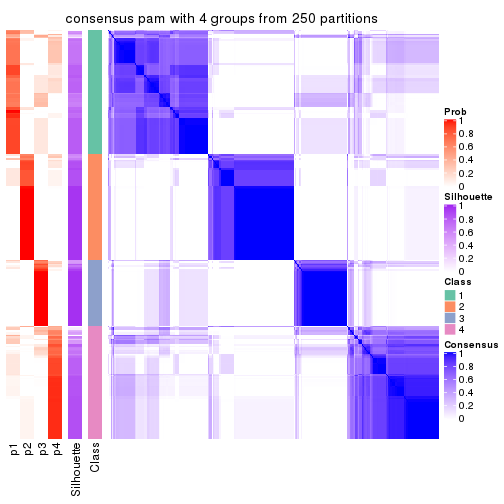 consensus pam with 4 groups from 250 partitions
Prob
1
0.8
0.6
0.4
0.2
0
Silhouette
1
0.8
0.6
0.4
0.2
0
Class
1
2
3
4
Consensus
1
0.8
0.6
0.4
0.2
0
p1
p2
p3
p4
Silhouette
Class